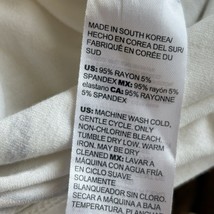 MADE IN SOUTH KOREA/
HECHO EN COREA DEL SUR/
FABRIQUÉ EN CORÉE DU
SUD
US: 95% RAYON 5%
SPANDEX MX: 95% RAYON 5%
elastano CA: 95% RAYONNE
5% SPANDEX
US: MACHINE WASH COLD,
GENTLE CYCLE. ONLY
NON-CHLORINE BLEACH,
TUMBLE DRY LOW. WARM
IRON. MAY BE DRY
CLEANED MX: LAVAR A
MÁQUINA CON AGUA FRÍA
EN CICLO SUAVE
SOLAMENTE
BLANQUEADOR SIN CLORO.
SECAR A MÁQUINA A BAJA
TEMPERATURA. PLANCHAR